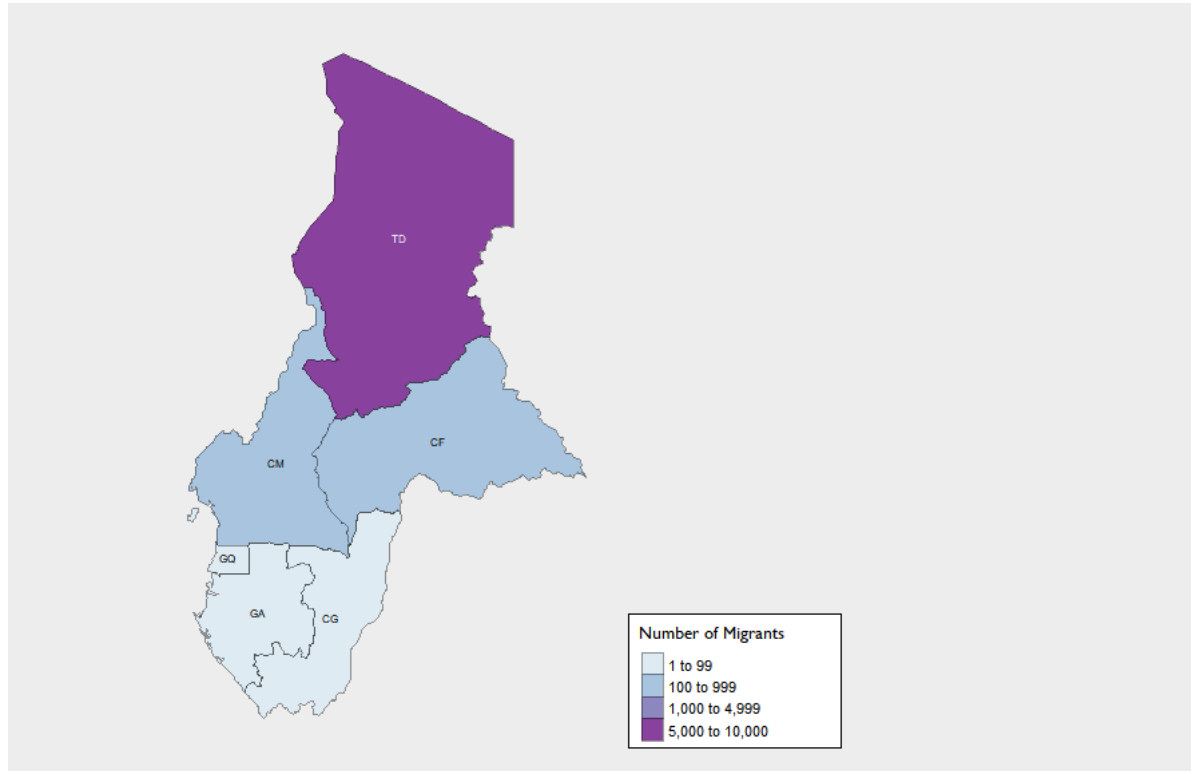 TD
CF
CM
GQ
GA
CG
Number of Migrants
1 to 99
100 to 999
1,000 to 4,999
5,000 to 10,000